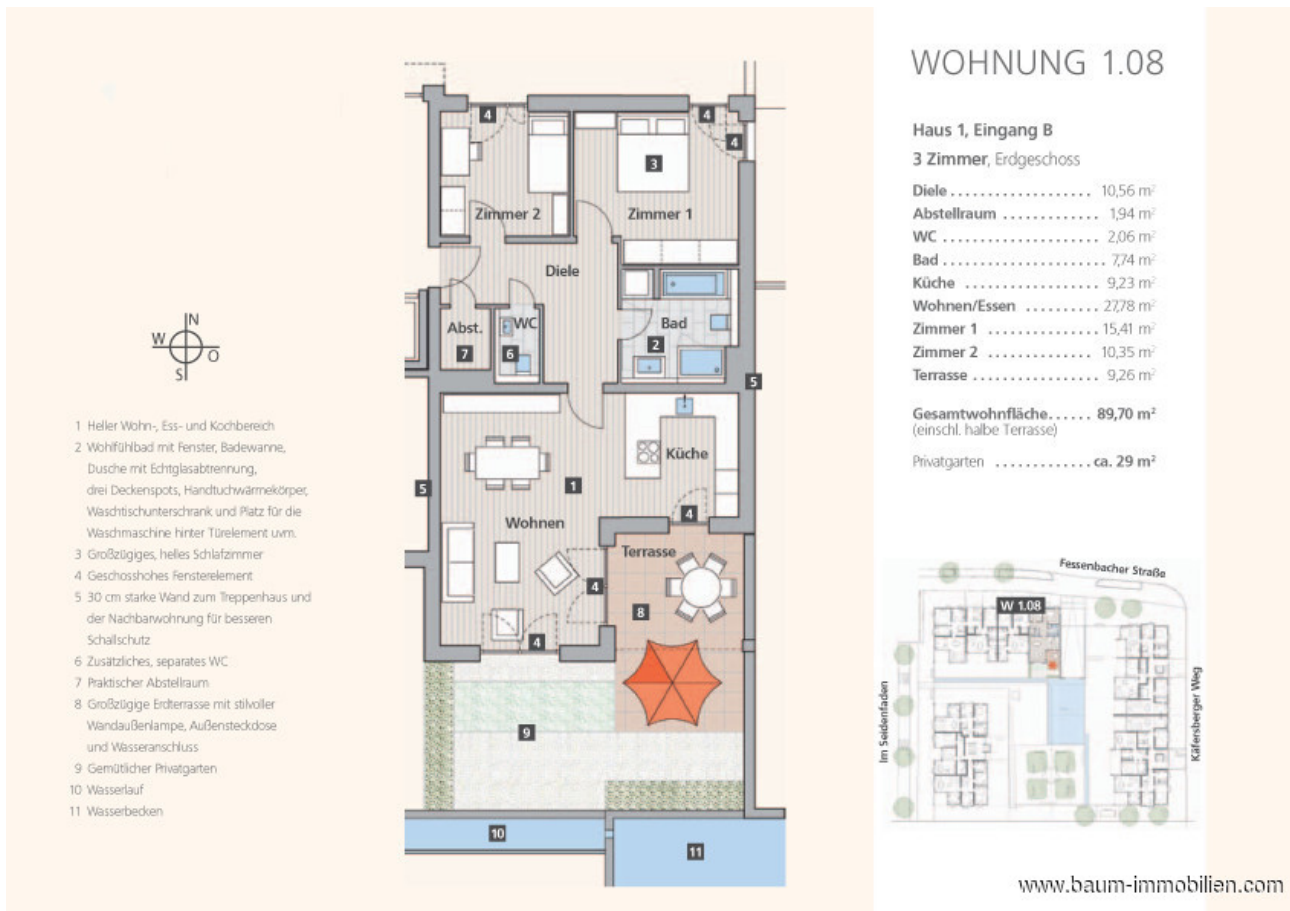 WOHNUNG 1.08
Haus 1, Eingang B
3 Zimmer, Erdgeschoss
Diele . . . . . . . . . . . . . . . . . . . 10,56 m²
Abstellraum . . . . . . . . . . . . . 1,94 m²
WC . . . . . . . . . . . . . . . . . . . . . 2,06 m²
Bad . . . . . . . . . . . . . . . . . . . . . 7,74 m²
Küche . . . . . . . . . . . . . . . . . . 9,23 m²
Wohnen/Essen . . . . . . . . . . 27,78 m²
Zimmer 1 . . . . . . . . . . . . . . . 15,41 m²
Zimmer 2 . . . . . . . . . . . . . . . 10,35 m²
Terrasse . . . . . . . . . . . . . . . . . 9,26 m²
Gesamtwohnfläche. . . . . . 89,70 m²
(einschl. halbe Terrasse)
Privatgarten . . . . . . . . . . . . . ca. 29 m²
4
4
4
3
Zimmer 2
Zimmer 1
Diele
Abst.
WC
Bad
7
6
2
5
5
Küche
1
4
Wohnen
Terrasse
4
8
4
9
10
11
N
W
O
S
1 Heller Wohn-, Ess- und Kochbereich
2 Wohlfühlbad mit Fenster, Badewanne,
Dusche mit Echtglasabtrennung,
drei Deckenspots, Handtuchwärmekörper,
Waschtischunterschrank und Platz für die
Waschmaschine hinter Türelement uvm.
3 Großzügiges, helles Schlafzimmer
4 Geschosshohes Fensterelement
5 30 cm starke Wand zum Treppenhaus und
der Nachbarwohnung für besseren
Schallschutz
6 Zusätzliches, separates WC
7 Praktischer Abstellraum
8 Großzügige Erdterrasse mit stilvoller
Wandaußenlampe, Außensteckdose
und Wasseranschluss
9 Gemütlicher Privatgarten
10 Wasserlauf
11 Wasserbecken
Fessenbacher Straße
W 1.08
Im Seidenfaden
Käfersberger Weg
www.baum-immobilien.com